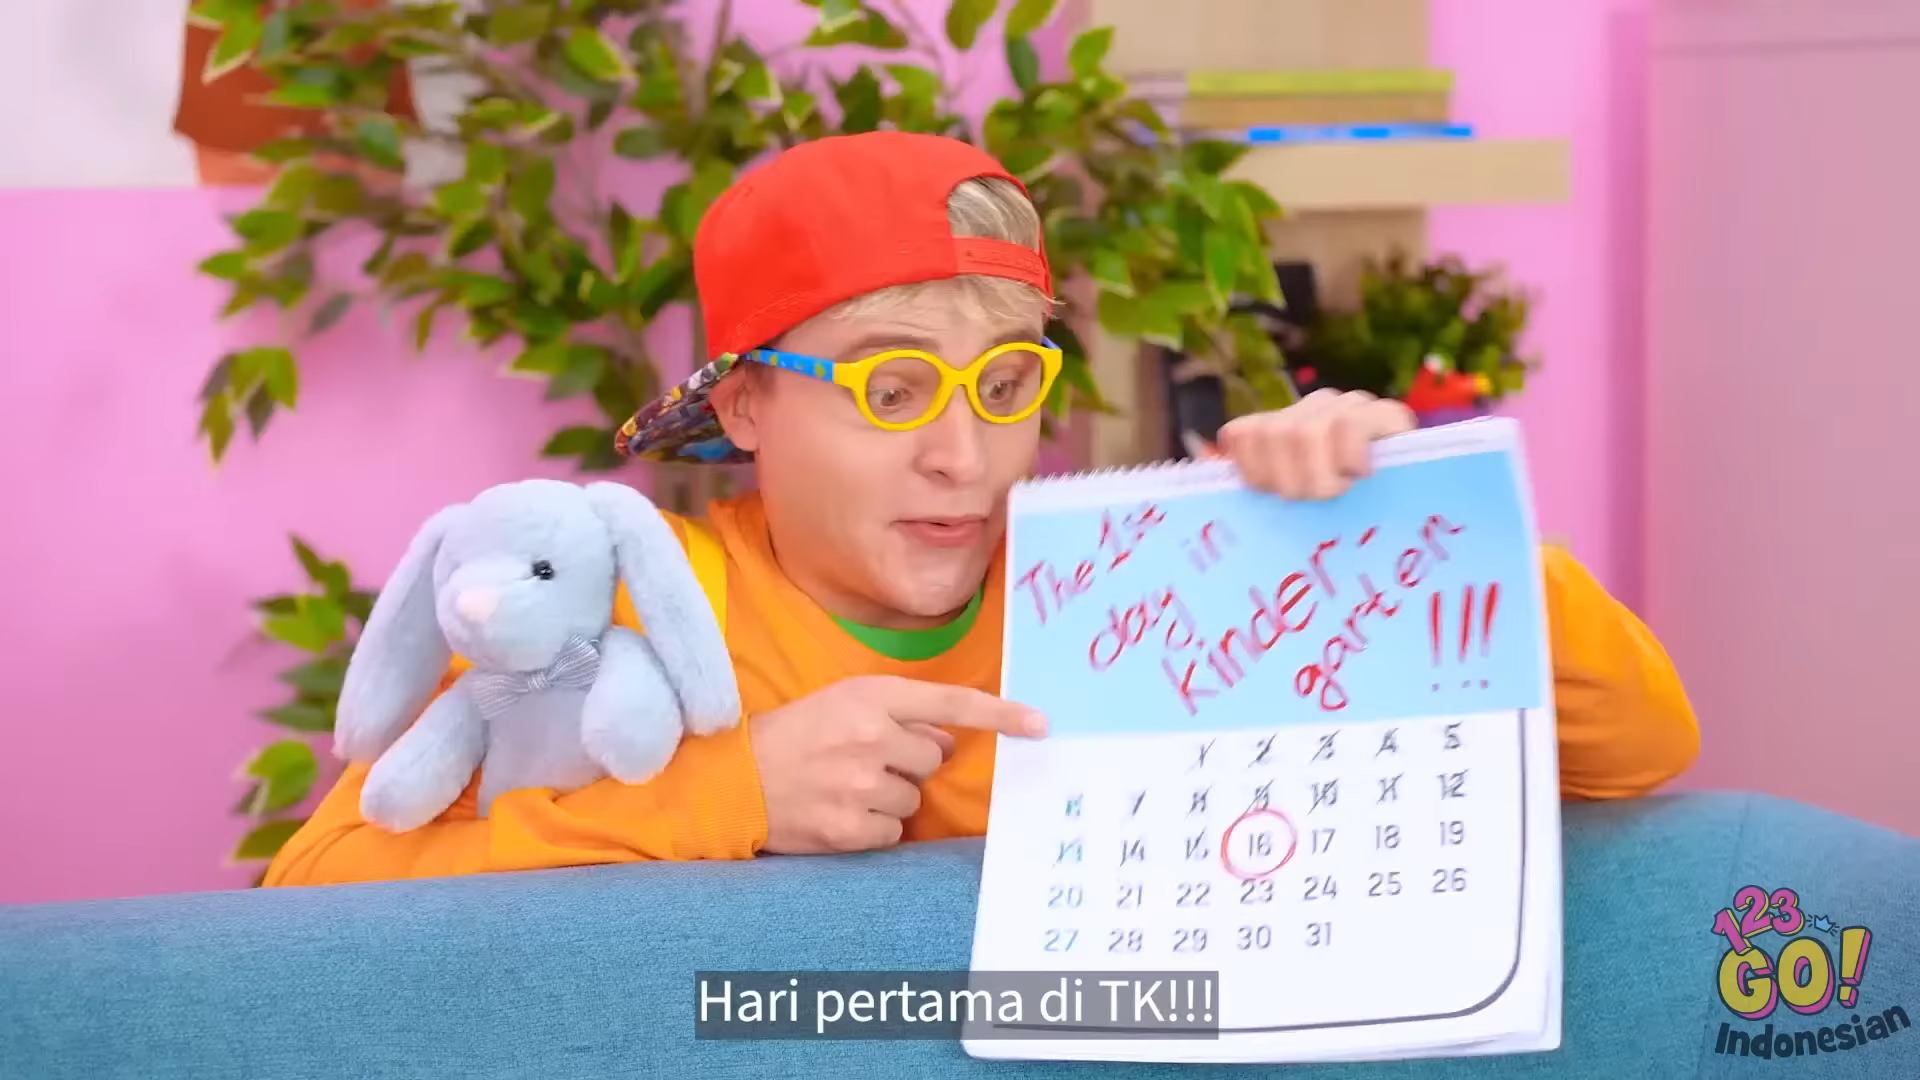 The 1st
day in
kinder-
garten
!!!
1 2 3 4 5
6 7 8 9 10 11 12
13 14 15 16 17 18 19
20 21 22 23 24 25 26
27 28 29 30 31
Hari pertama di TK!!!
123
GO!
Indonesian